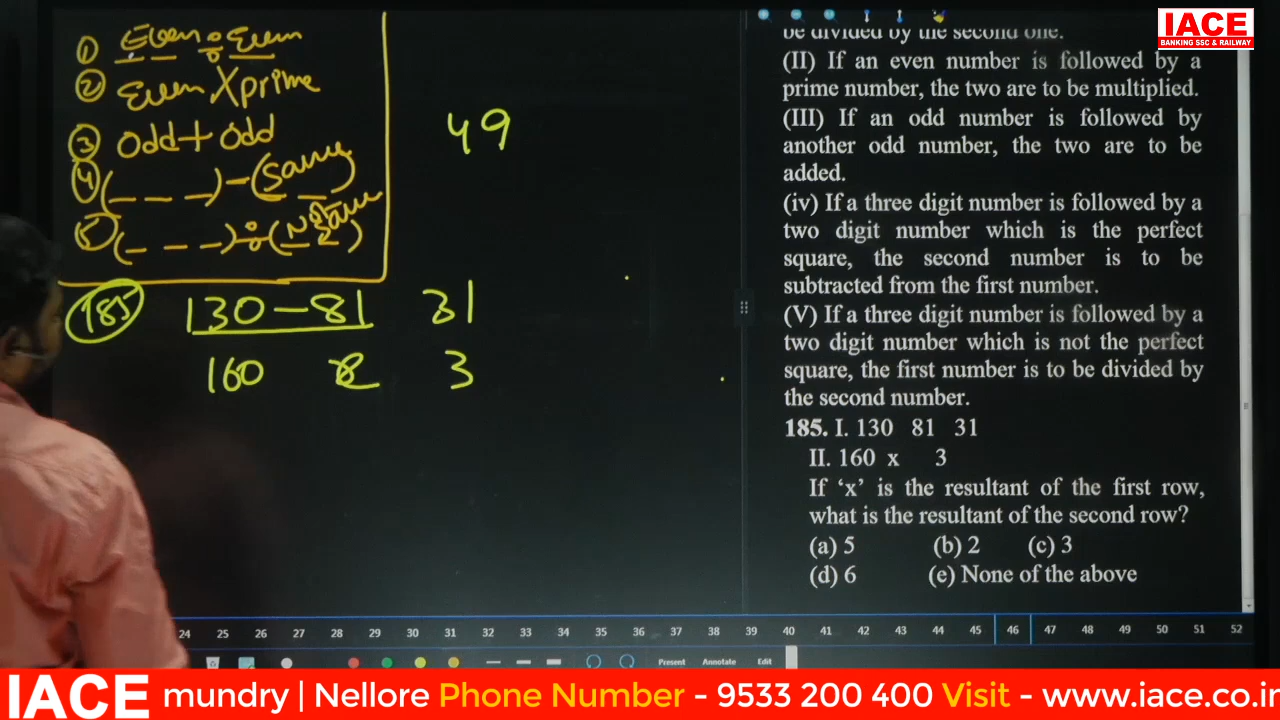 ① Even ÷ Even
② Even X prime
③ Odd + Odd
④ (_ _ _) - (Same)
(_ _ _) ÷ (Not Same)
49
185 130 - 81 31
160 x 3
IACE
BANKING SSC & RAILWAY
be divided by the second one.
(II) If an even number is followed by a
prime number, the two are to be multiplied.
(III) If an odd number is followed by
another odd number, the two are to be
added.
(iv) If a three digit number is followed by a
two digit number which is the perfect
square, the second number is to be
subtracted from the first number.
(V) If a three digit number is followed by a
two digit number which is not the perfect
square, the first number is to be divided by
the second number.
185. I. 130 81 31
II. 160 x 3
If ‘x’ is the resultant of the first row,
what is the resultant of the second row?
(a) 5 (b) 2 (c) 3
(d) 6 (e) None of the above
24 25 26 27 28 29 30 31 32 33 34 35 36 37 38 39 40 41 42 43 44 45 46 47 48 49 50 51 52
Present Annotate Edit
IACE mundry | Nellore Phone Number - 9533 200 400 Visit - www.iace.co.in